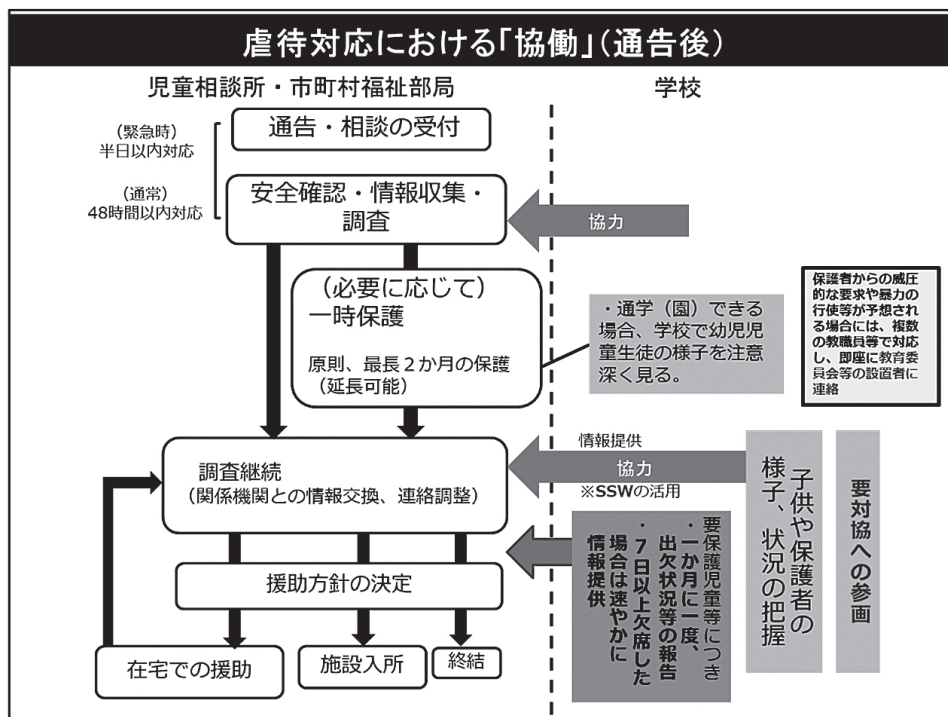 虐待対応における「協働」（通告後）
児童相談所・市町村福祉部局
学校
通告・相談の受付
（緊急時）
半日以内対応
（通常）
48時間以内対応
安全確認・情報収集・
調査
協力
（必要に応じて）
一時保護
原則、最長２か月の保護
（延長可能）
・通学（園）できる
場合、学校で幼児児
童生徒の様子を注意
深く見る。
保護者からの威圧
的な要求や暴力の
行使等が予想され
る場合には、複数
の教職員等で対応
し、即座に教育委
員会等の設置者に
連絡
調査継続
（関係機関との情報交換、連絡調整）
情報提供
協力
※SSWの活用
子供や保護者の
様子、状況の把握
要対協への参画
要保護児童等につき
・一か月に一度、
出欠状況等の報告
・７日以上欠席した
場合は速やかに
情報提供
援助方針の決定
在宅での援助
施設入所
終結